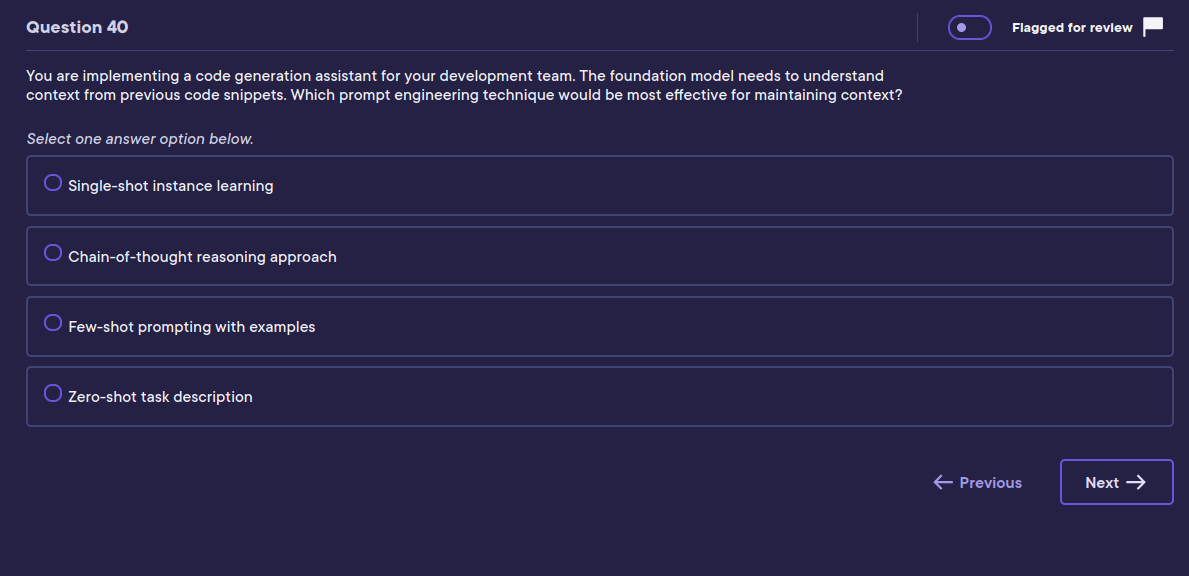 Question 40
Flagged for review
You are implementing a code generation assistant for your development team. The foundation model needs to understand
context from previous code snippets. Which prompt engineering technique would be most effective for maintaining context?
Select one answer option below.
Single-shot instance learning
Chain-of-thought reasoning approach
Few-shot prompting with examples
Zero-shot task description
Previous
Next